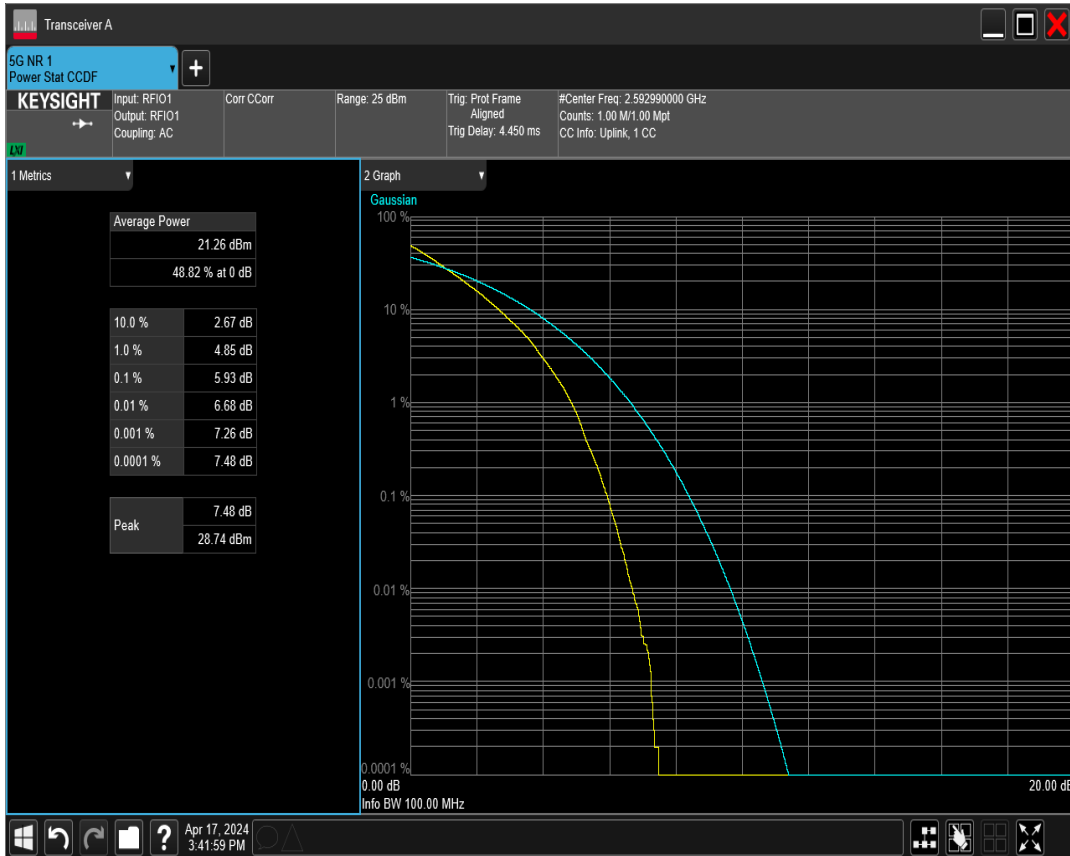 Transceiver A
5G NR 1
Power Stat CCDF
KEYSIGHT
LXI
Input: RFIO1
Output: RFIO1
Coupling: AC
Corr CCorr
Range: 25 dBm
Trig: Prot Frame
Aligned
Trig Delay: 4.450 ms
#Center Freq: 2.592990000 GHz
Counts: 1.00 M/1.00 Mpt
CC Info: Uplink, 1 CC
1 Metrics
Average Power
21.26 dBm
48.82 % at 0 dB
10.0 % 2.67 dB
1.0 % 4.85 dB
0.1 % 5.93 dB
0.01 % 6.68 dB
0.001 % 7.26 dB
0.0001 % 7.48 dB
Peak
7.48 dB
28.74 dBm
2 Graph
Gaussian
100 %
10 %
1 %
0.1 %
0.01 %
0.001 %
0.0001 %
0.00 dB
20.00 dB
Info BW 100.00 MHz
?
Apr 17, 2024
3:41:59 PM